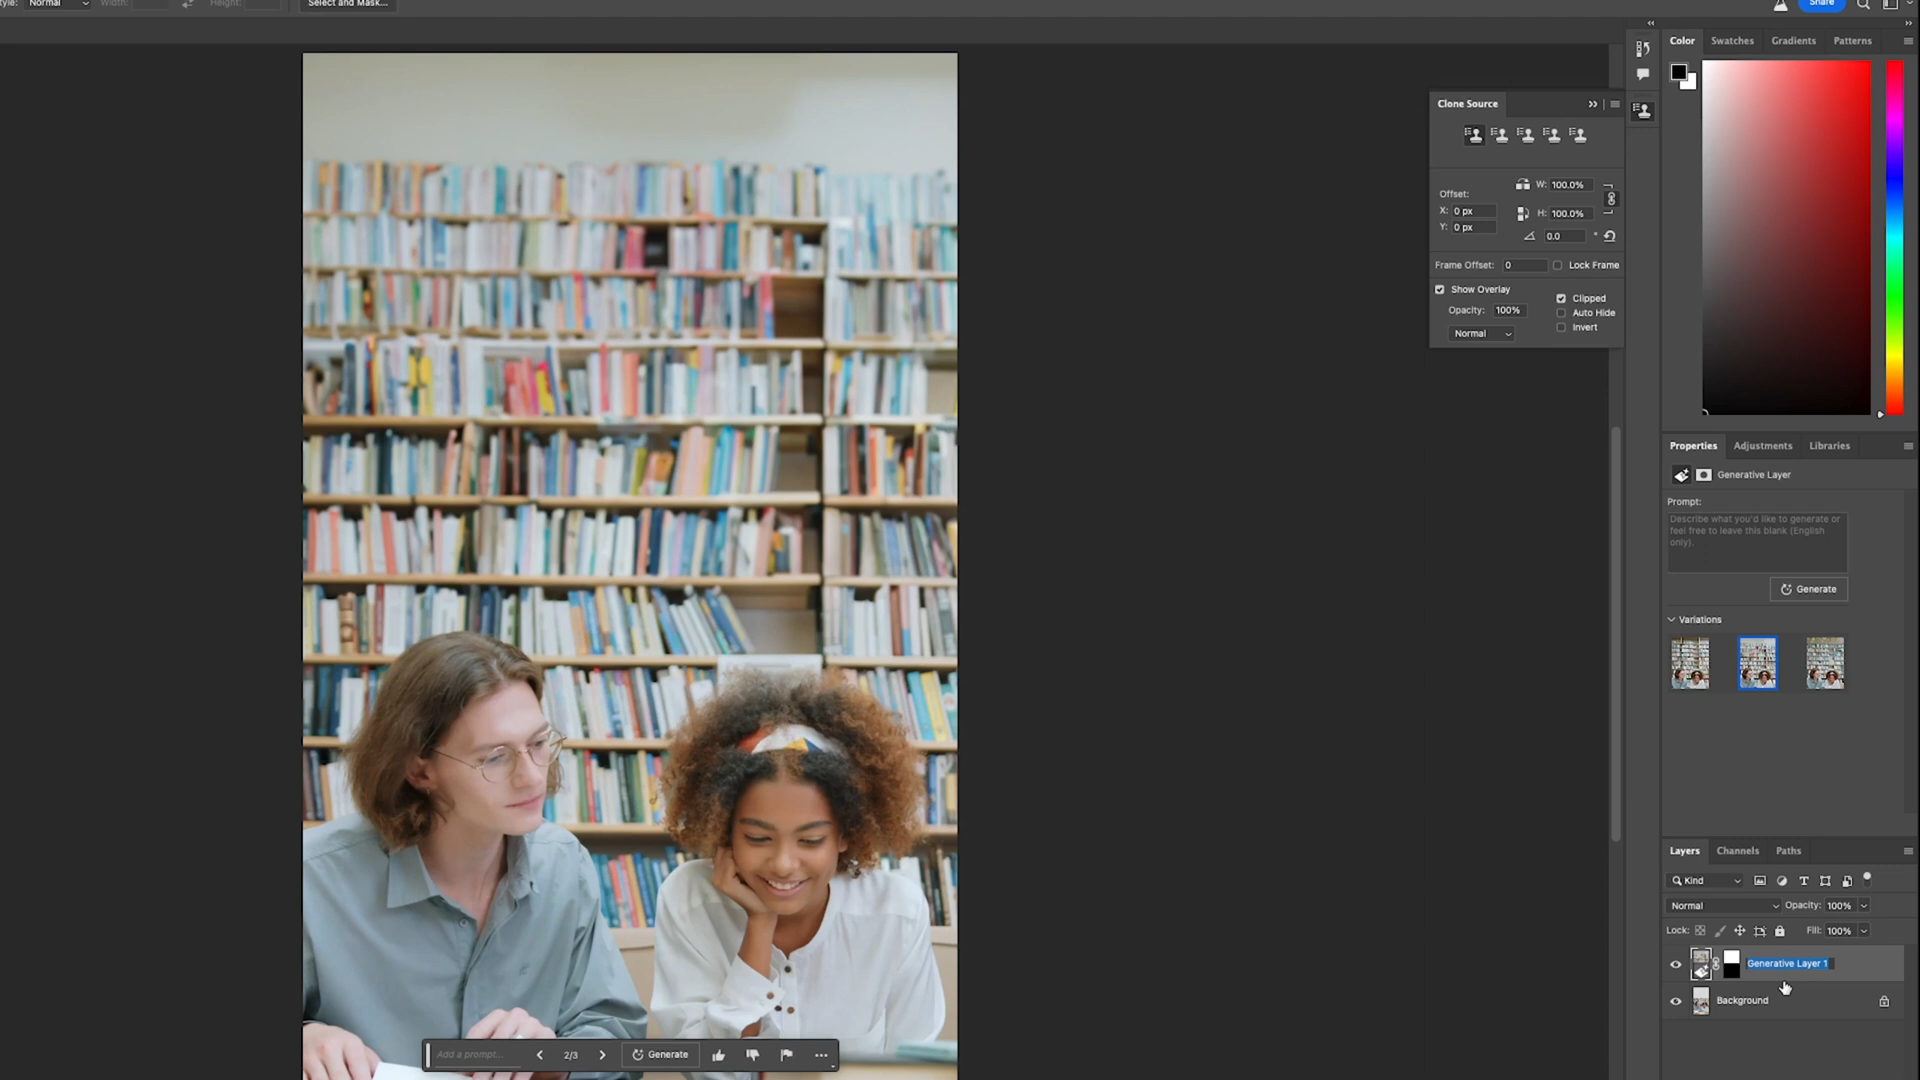 tyle: Normal Width: Height: Select and Mask...
Share
Color Swatches Gradients Patterns
Clone Source
Offset:
X: 0 px
Y: 0 px
W: 100.0%
H: 100.0%
0.0 °
Frame Offset: 0 Lock Frame
Show Overlay
Opacity: 100%
Normal
Clipped
Auto Hide
Invert
Properties Adjustments Libraries
Generative Layer
Prompt:
Describe what you'd like to generate or
feel free to leave this blank (English
only).
Generate
Variations
Layers Channels Paths
Kind
Normal Opacity: 100%
Lock: Fill: 100%
Generative Layer 1
Background
Add a prompt... 2/3 Generate